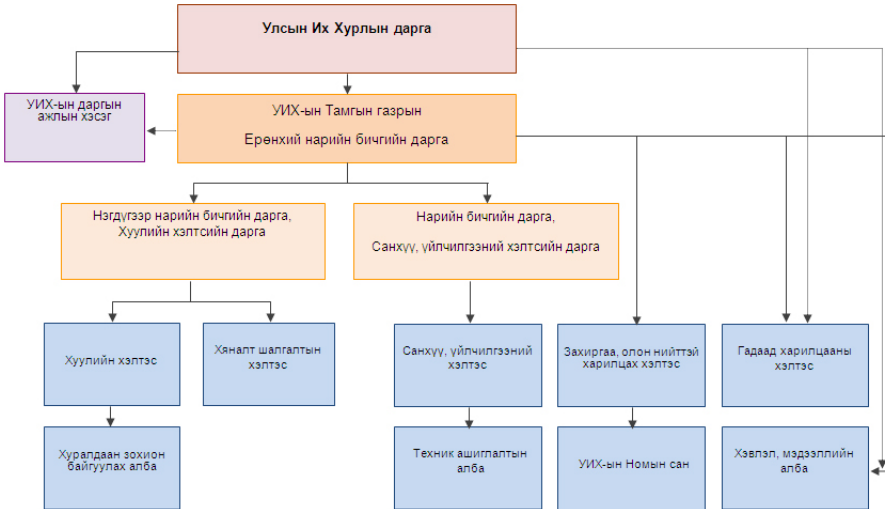 Улсын Их Хурлын дарга
УИХ-ын даргын
ажлын хэсэг
УИХ-ын Тамгын газрын
Ерөнхий нарийн бичгийн дарга
Нэгдүгээр нарийн бичгийн дарга,
Хуулийн хэлтсийн дарга
Нарийн бичгийн дарга,
Санхүү, үйлчилгээний хэлтсийн дарга
Хуулийн хэлтэс
Хяналт шалгалтын
хэлтэс
Санхүү, үйлчилгээний
хэлтэс
Захиргаа, олон нийттэй
харилцах хэлтэс
Гадаад харилцааны
хэлтэс
Хуралдаан зохион
байгуулах алба
Техник ашиглалтын
алба
УИХ-ын Номын сан
Хэвлэл, мэдээллийн
алба